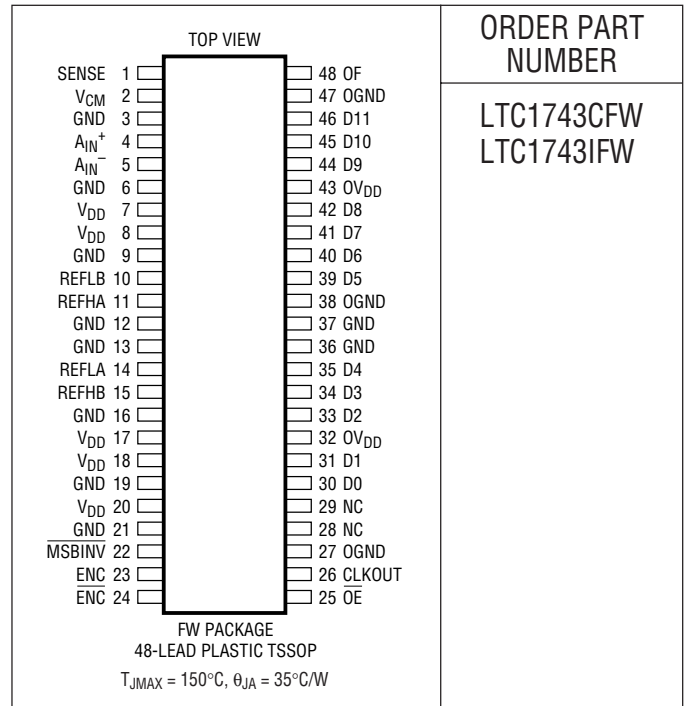 TOP VIEW
SENSE 1
V_CM 2
GND 3
A_IN^+ 4
A_IN^– 5
GND 6
V_DD 7
V_DD 8
GND 9
REFLB 10
REFHA 11
GND 12
GND 13
REFLA 14
REFHB 15
GND 16
V_DD 17
V_DD 18
GND 19
V_DD 20
GND 21
M̅S̅B̅I̅N̅V̅ 22
ENC 23
E̅N̅C̅ 24
48 OF
47 OGND
46 D11
45 D10
44 D9
43 OV_DD
42 D8
41 D7
40 D6
39 D5
38 OGND
37 GND
36 GND
35 D4
34 D3
33 D2
32 OV_DD
31 D1
30 D0
29 NC
28 NC
27 OGND
26 CLKOUT
25 O̅E̅
FW PACKAGE
48-LEAD PLASTIC TSSOP
T_JMAX = 150°C, θ_JA = 35°C/W
ORDER PART
NUMBER
LTC1743CFW
LTC1743IFW